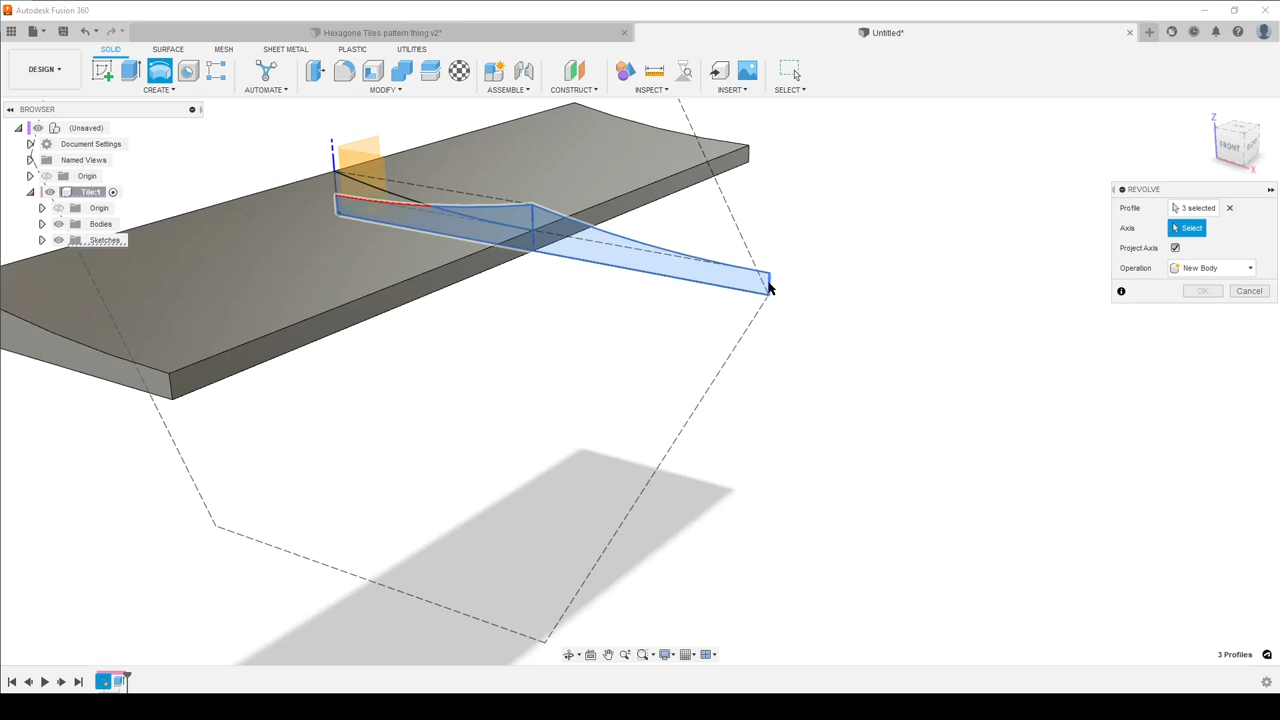 Autodesk Fusion 360
Hexagone Tiles pattern thing v2*
Untitled*
DESIGN
SOLID SURFACE MESH SHEET METAL PLASTIC UTILITIES
CREATE AUTOMATE MODIFY ASSEMBLE CONSTRUCT INSPECT INSERT SELECT
BROWSER
(Unsaved)
Document Settings
Named Views
Origin
Tile:1
Origin
Bodies
Sketches
Z
FRONT
X
REVOLVE
Profile 3 selected
Axis Select
Project Axis
Operation New Body
OK Cancel
3 Profiles